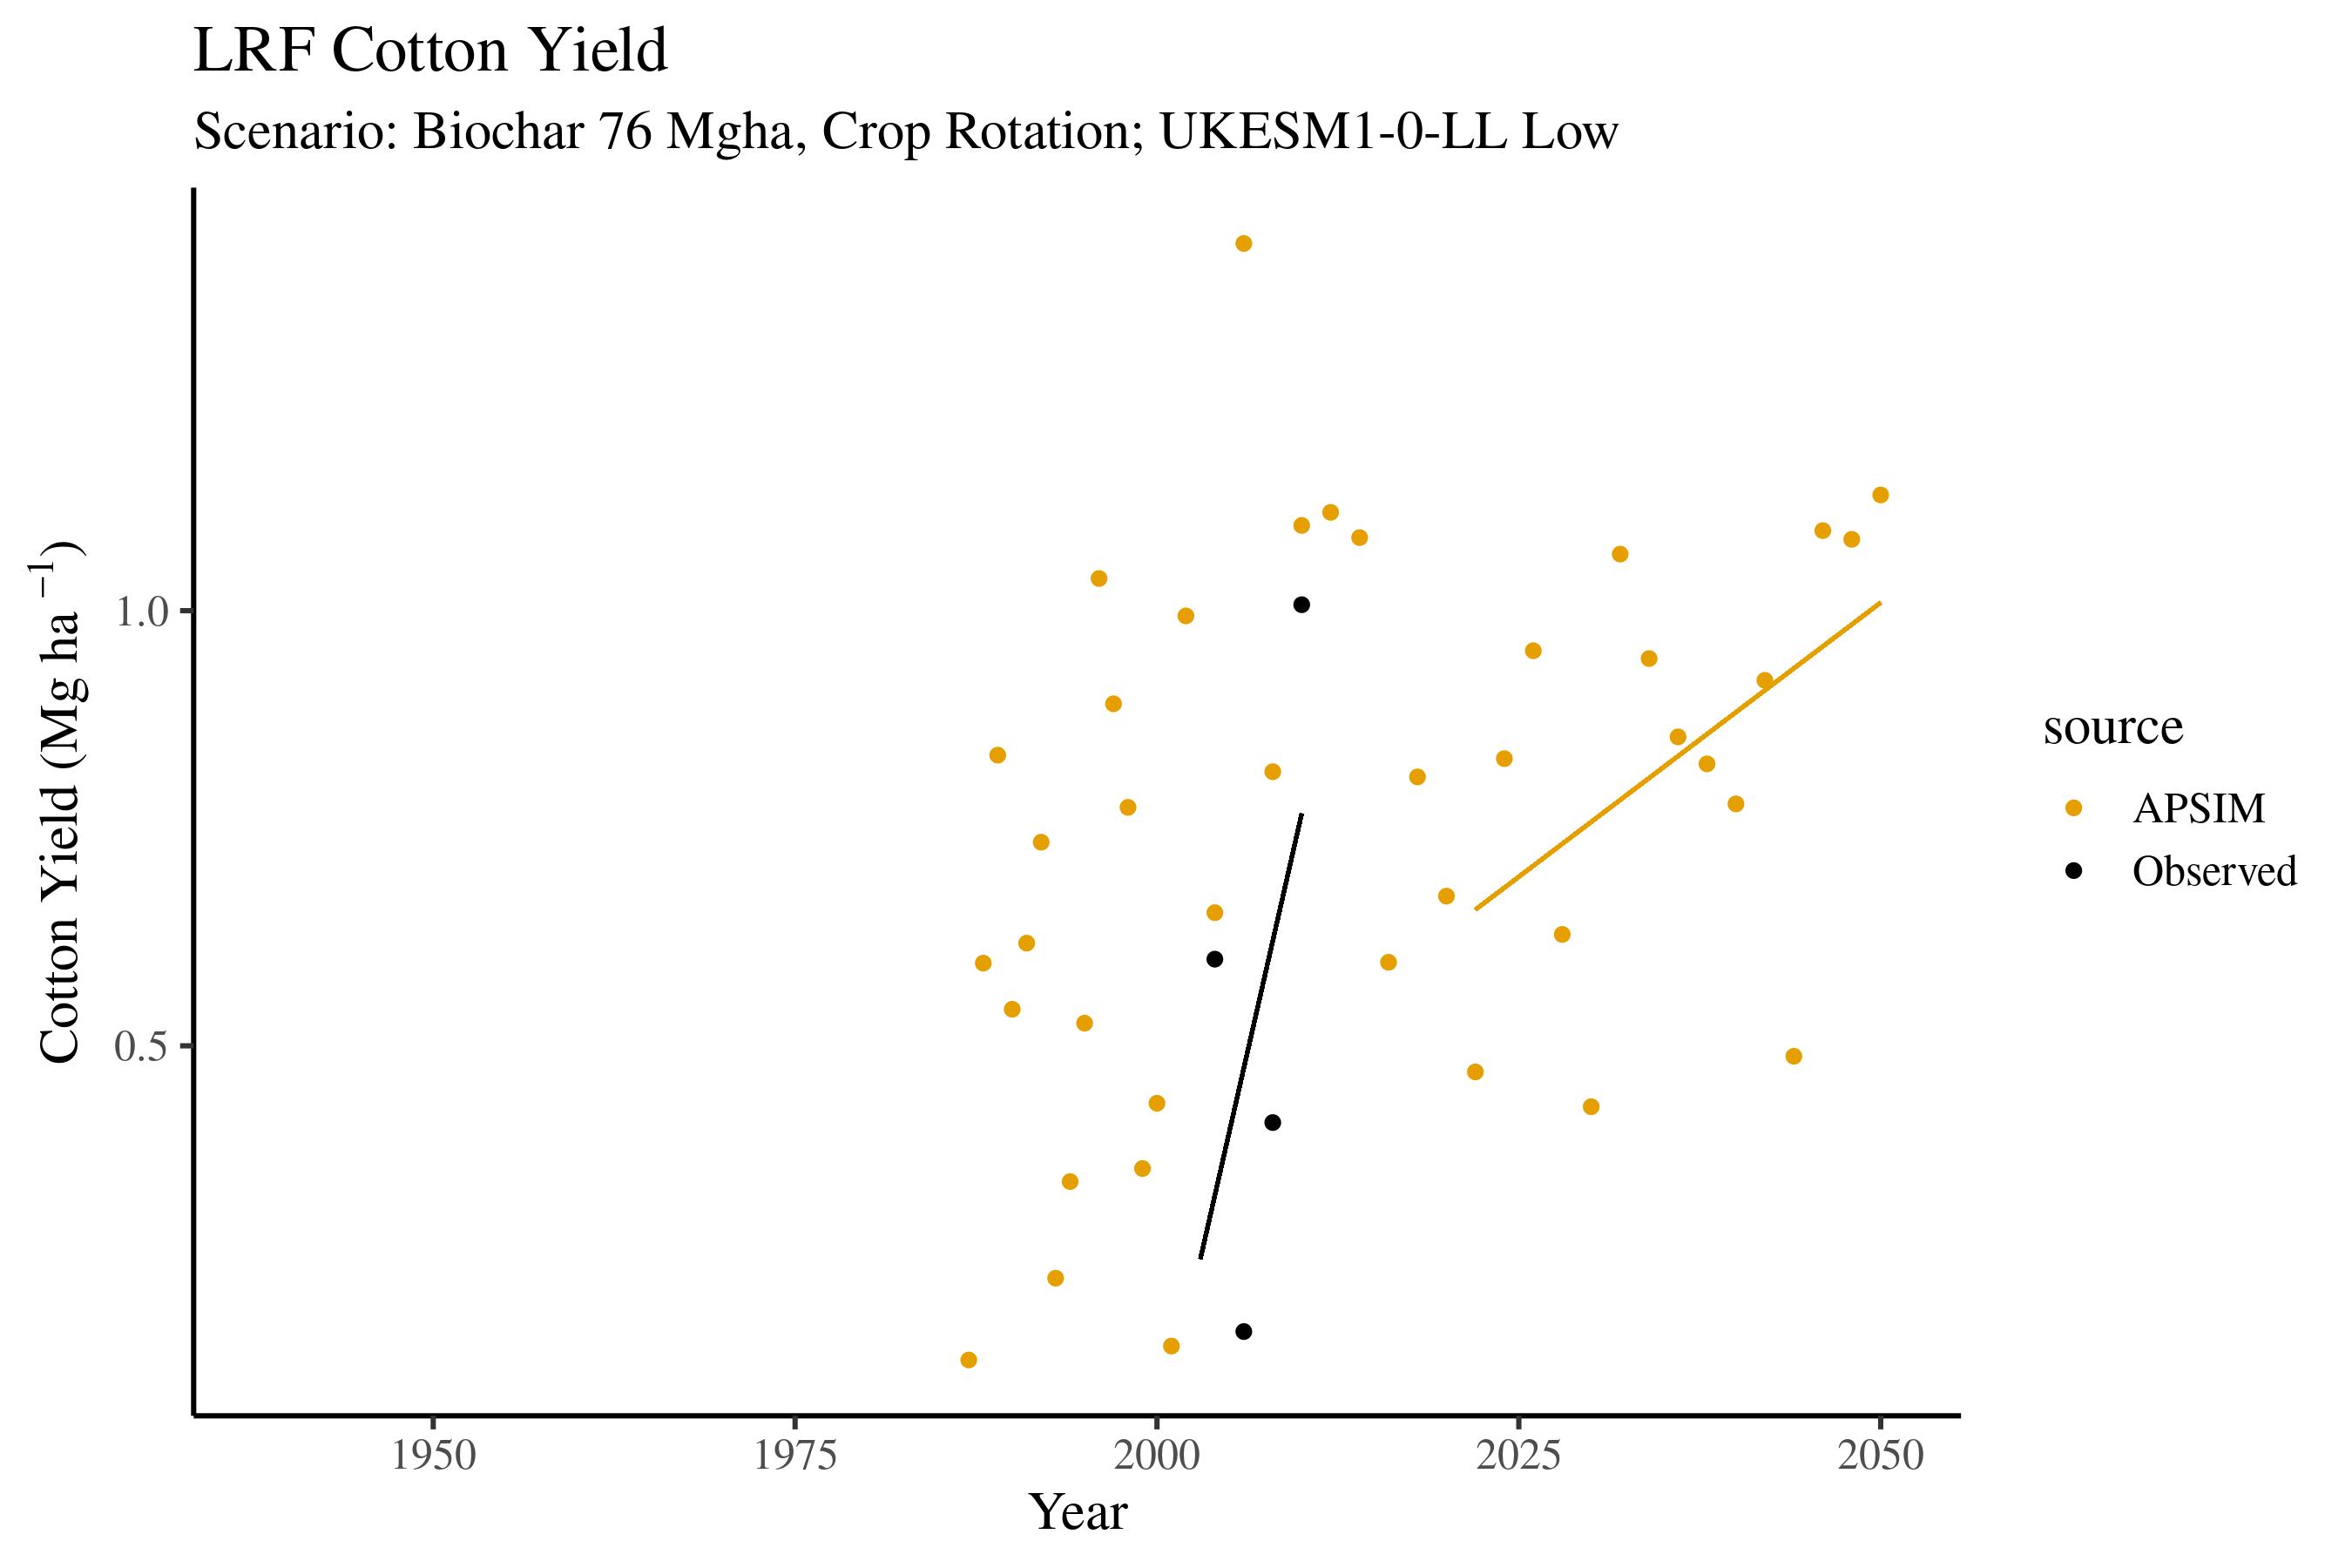 LRF Cotton Yield
Scenario: Biochar 76 Mgha, Crop Rotation; UKESM1-0-LL Low
Cotton Yield (Mg ha⁻¹)
1.0
0.5
1950 1975 2000 2025 2050
Year
source
APSIM
Observed